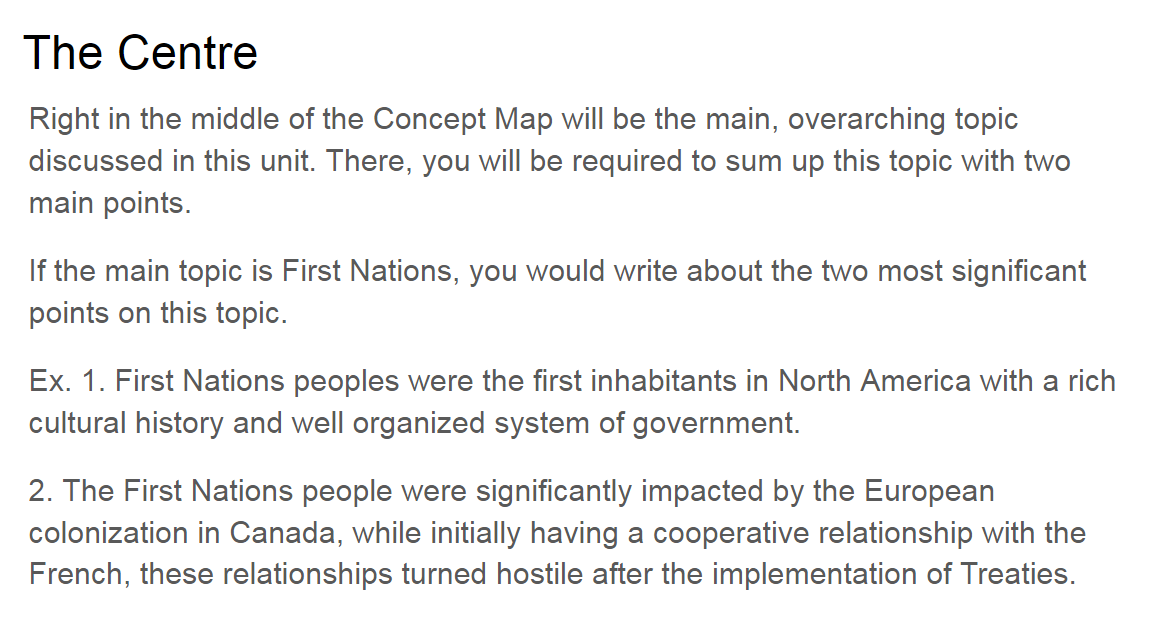 The Centre
Right in the middle of the Concept Map will be the main, overarching topic
discussed in this unit. There, you will be required to sum up this topic with two
main points.
If the main topic is First Nations, you would write about the two most significant
points on this topic.
Ex. 1. First Nations peoples were the first inhabitants in North America with a rich
cultural history and well organized system of government.
2. The First Nations people were significantly impacted by the European
colonization in Canada, while initially having a cooperative relationship with the
French, these relationships turned hostile after the implementation of Treaties.